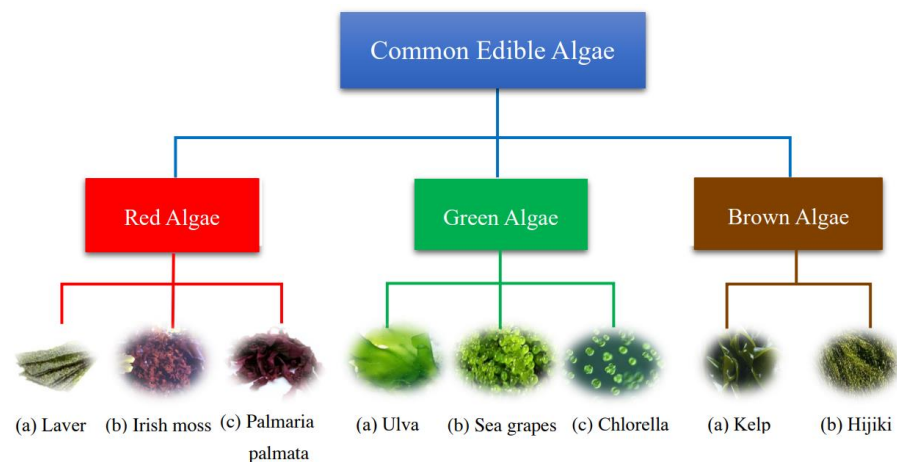 Common Edible Algae
Red Algae
Green Algae
Brown Algae
(a) Laver
(b) Irish moss
(c) Palmaria
palmata
(a) Ulva
(b) Sea grapes
(c) Chlorella
(a) Kelp
(b) Hijiki